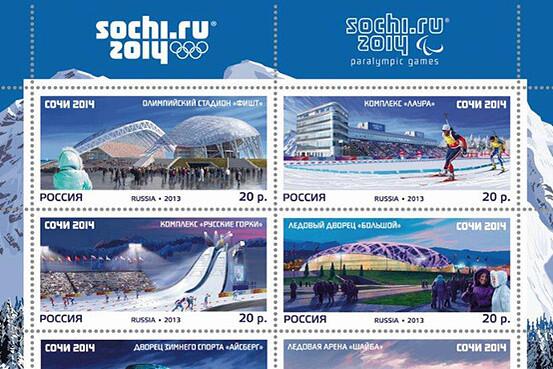 sochi.ru
2014
sochi.ru
2014
paralympic games
СОЧИ 2014
ОЛИМПИЙСКИЙ СТАДИОН «ФИШТ»
РОССИЯ
RUSSIA • 2013
20 р.
КОМПЛЕКС «ЛАУРА»
СОЧИ 2014
РОССИЯ
RUSSIA • 2013
20 р.
СОЧИ 2014
КОМПЛЕКС «РУССКИЕ ГОРКИ»
РОССИЯ
RUSSIA • 2013
20 р.
ЛЕДОВЫЙ ДВОРЕЦ «БОЛЬШОЙ»
СОЧИ 2014
РОССИЯ
RUSSIA • 2013
20 р.
СОЧИ 2014
ДВОРЕЦ ЗИМНЕГО СПОРТА «АЙСБЕРГ»
ЛЕДОВАЯ АРЕНА «ШАЙБА»
СОЧИ 2014